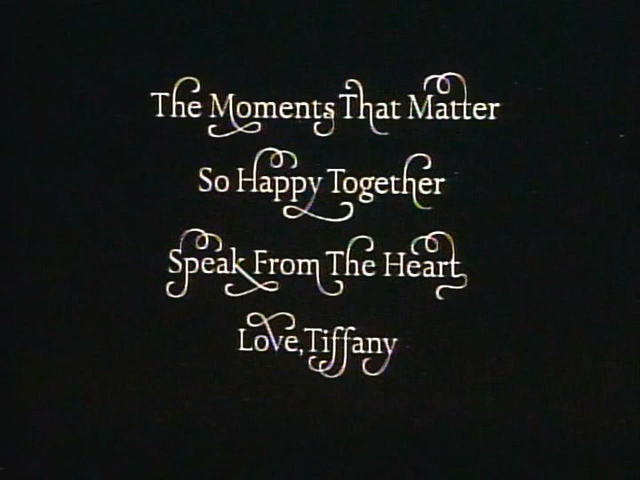 The Moments That Matter
So Happy Together
Speak From The Heart
Love, Tiffany